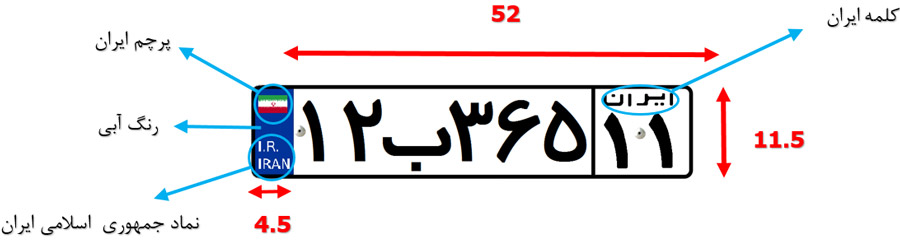 52
کلمه ایران
پرچم ایران
رنگ آبی
I.R.
IRAN
۱۲ب۳۶۵
ایران
۱۱
11.5
4.5
نماد جمهوری اسلامی ایران